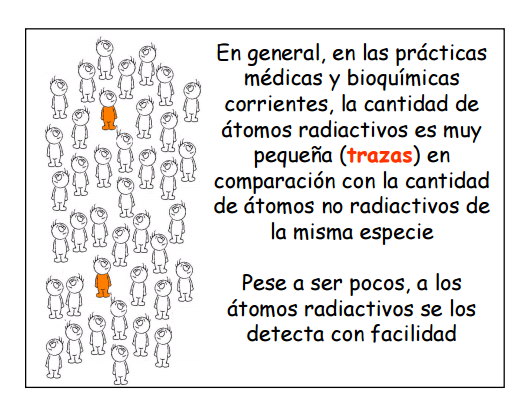 En general, en las prácticas
médicas y bioquímicas
corrientes, la cantidad de
átomos radiactivos es muy
pequeña (trazas) en
comparación con la cantidad
de átomos no radiactivos de
la misma especie
Pese a ser pocos, a los
átomos radiactivos se los
detecta con facilidad